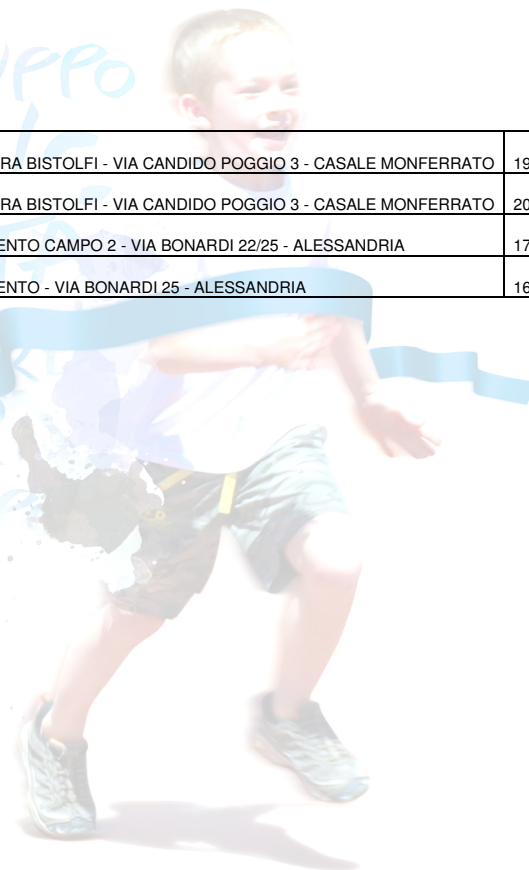 RA BISTOLFI - VIA CANDIDO POGGIO 3 - CASALE MONFERRATO 19
RA BISTOLFI - VIA CANDIDO POGGIO 3 - CASALE MONFERRATO 20
ENTO CAMPO 2 - VIA BONARDI 22/25 - ALESSANDRIA 17
ENTO - VIA BONARDI 25 - ALESSANDRIA 16